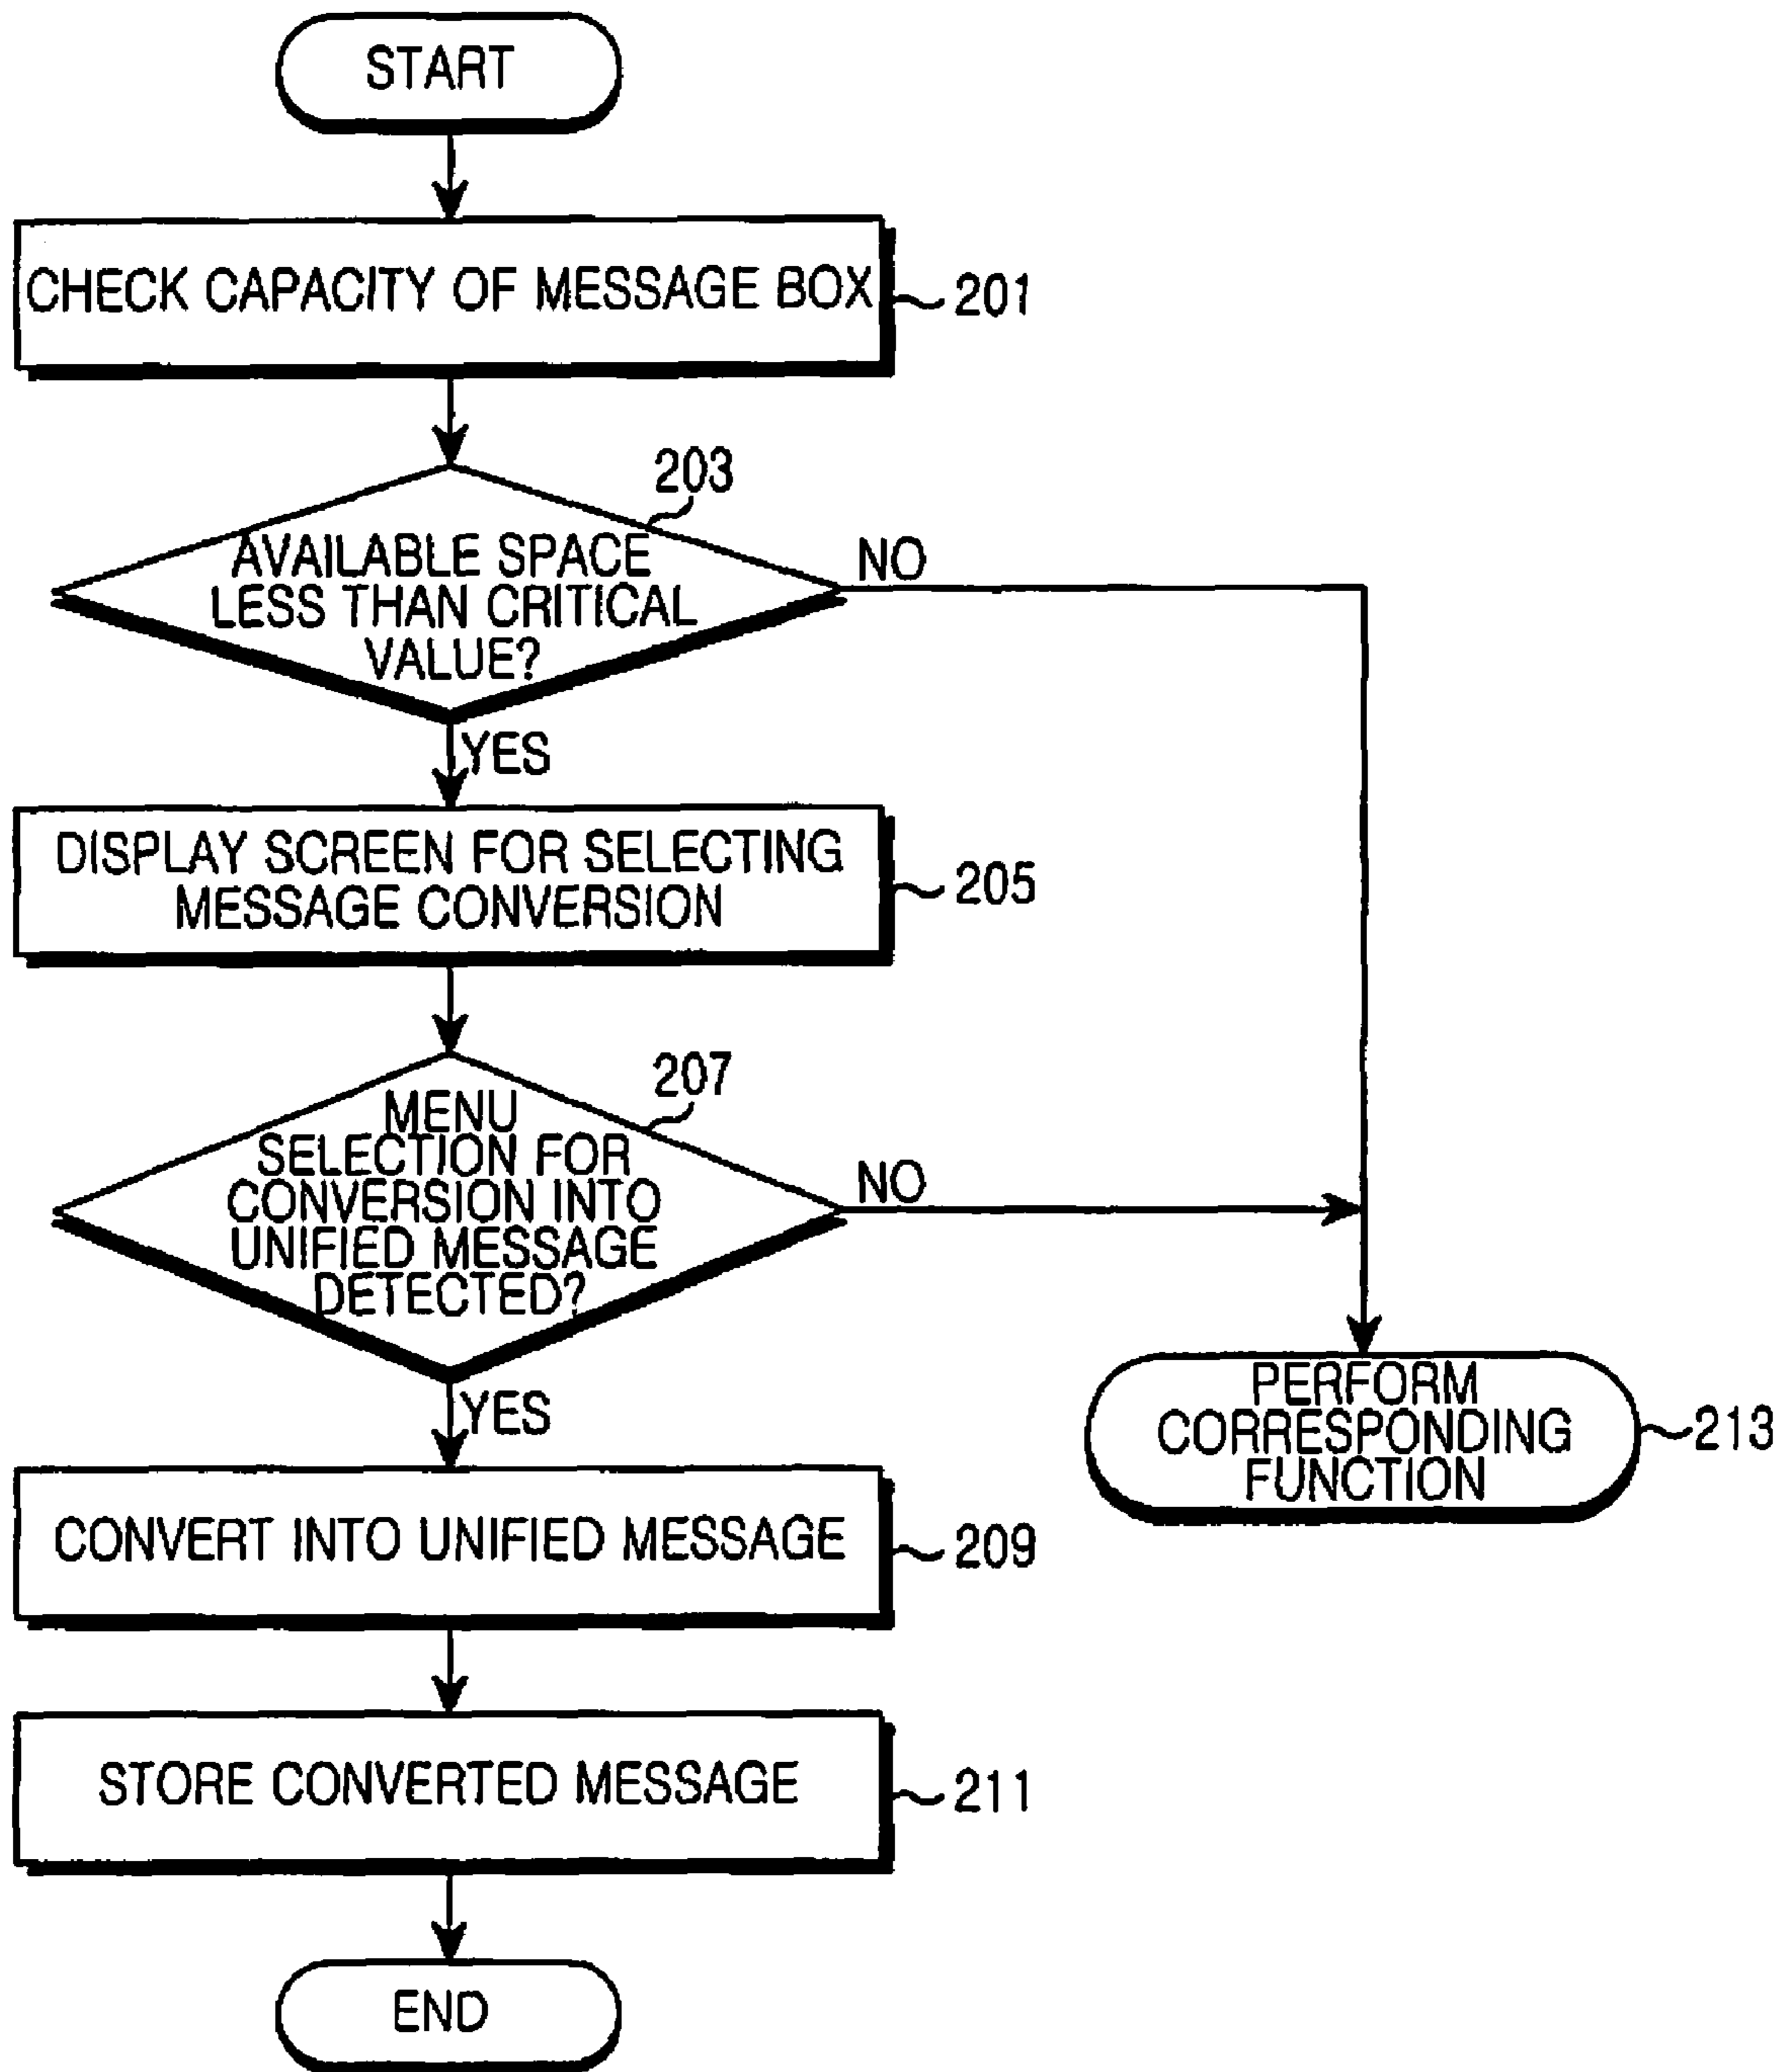 START
CHECK CAPACITY OF MESSAGE BOX
201
203
AVAILABLE SPACE
LESS THAN CRITICAL
VALUE?
NO
YES
DISPLAY SCREEN FOR SELECTING
MESSAGE CONVERSION
205
207
MENU
SELECTION FOR
CONVERSION INTO
UNIFIED MESSAGE
DETECTED?
NO
YES
PERFORM
CORRESPONDING
FUNCTION
213
CONVERT INTO UNIFIED MESSAGE
209
STORE CONVERTED MESSAGE
211
END